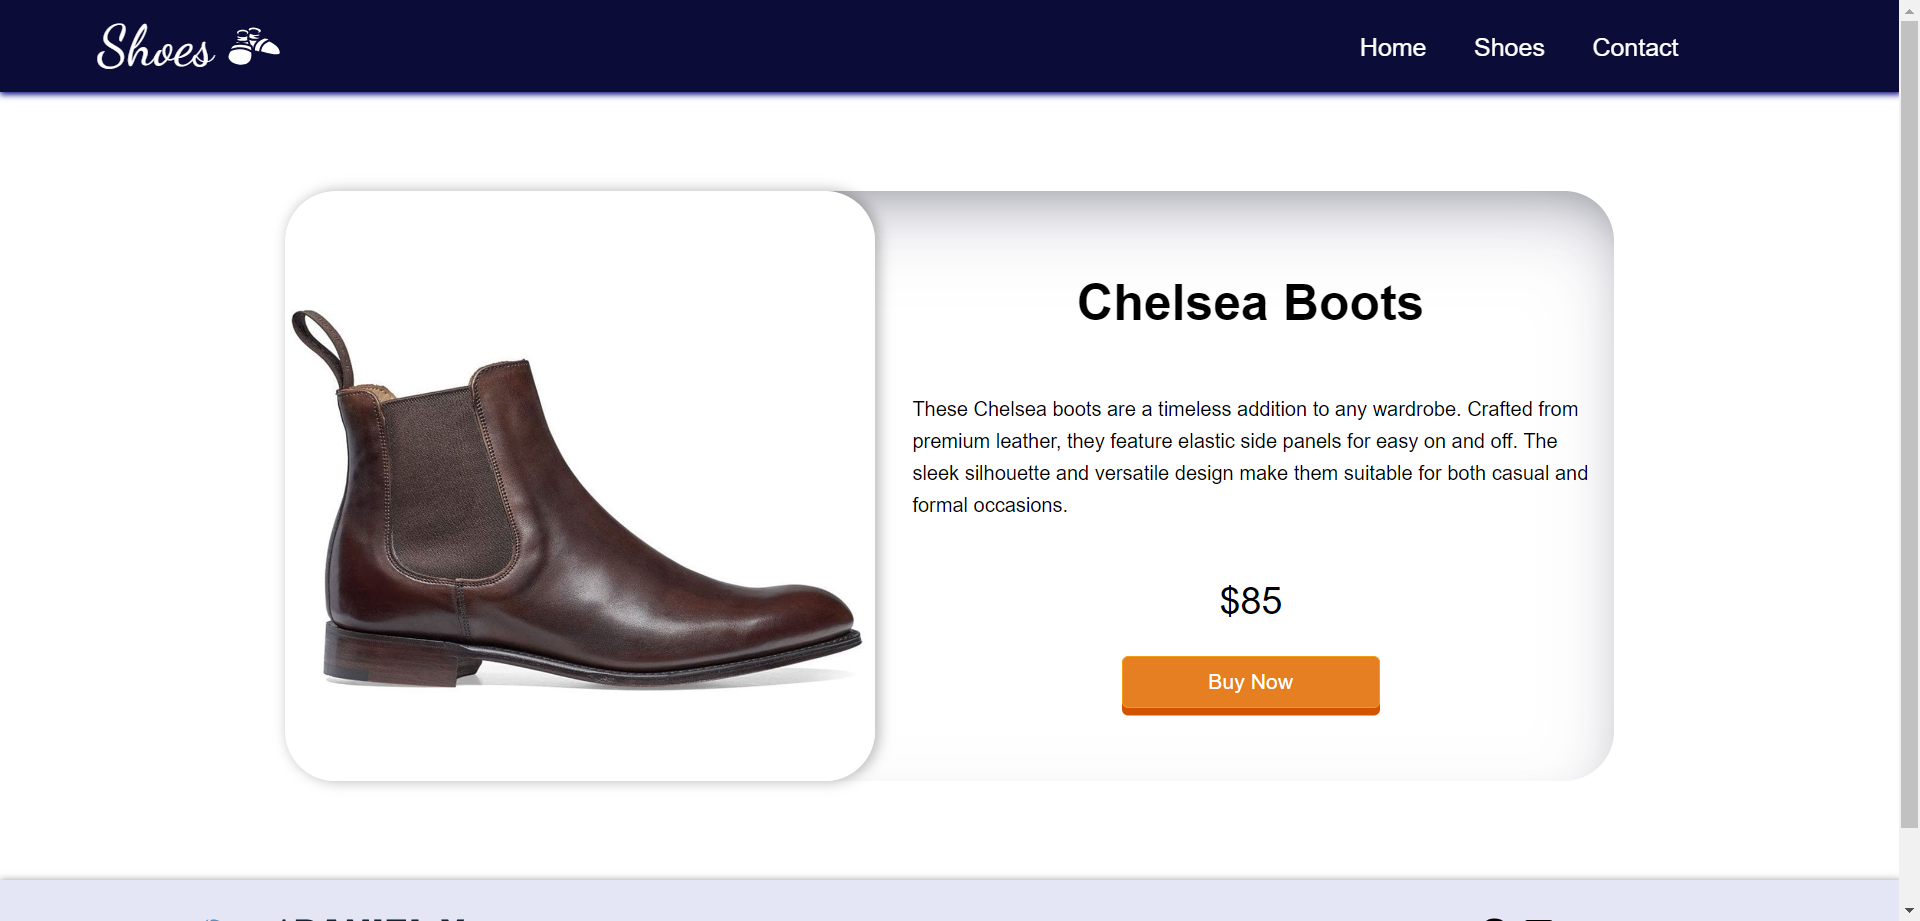 Shoes
Home Shoes Contact
Chelsea Boots
These Chelsea boots are a timeless addition to any wardrobe. Crafted from
premium leather, they feature elastic side panels for easy on and off. The
sleek silhouette and versatile design make them suitable for both casual and
formal occasions.
$85
Buy Now